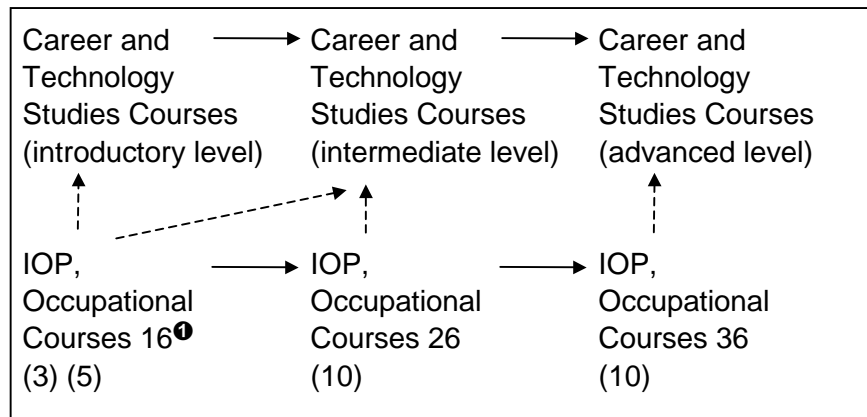 Career and
Technology
Studies Courses
(introductory level)
Career and
Technology
Studies Courses
(intermediate level)
Career and
Technology
Studies Courses
(advanced level)
IOP,
Occupational
Courses 16❶
(3) (5)
IOP,
Occupational
Courses 26
(10)
IOP,
Occupational
Courses 36
(10)